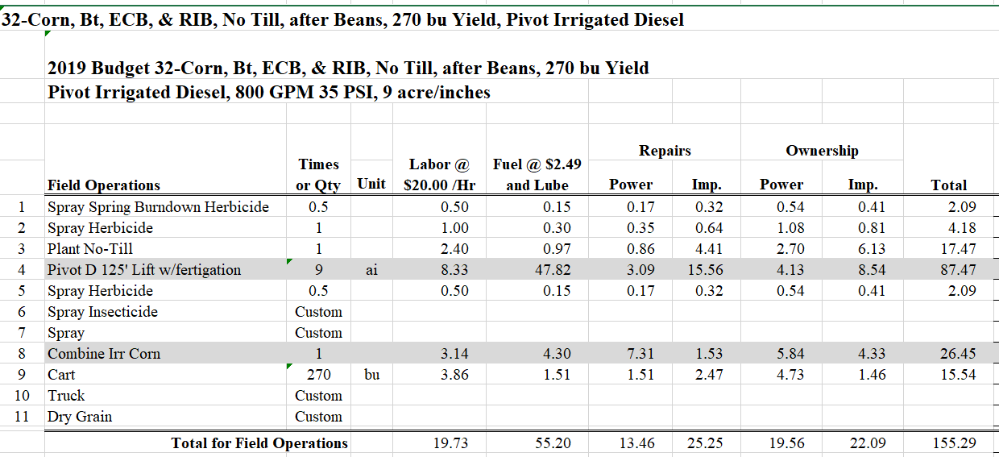 32-Corn, Bt, ECB, & RIB, No Till, after Beans, 270 bu Yield, Pivot Irrigated Diesel
2019 Budget 32-Corn, Bt, ECB, & RIB, No Till, after Beans, 270 bu Yield
Pivot Irrigated Diesel, 800 GPM 35 PSI, 9 acre/inches
Repairs Ownership
Times Labor @ Fuel @ $2.49
Field Operations or Qty Unit $20.00 /Hr and Lube Power Imp. Power Imp. Total
1 Spray Spring Burndown Herbicide 0.5 0.50 0.15 0.17 0.32 0.54 0.41 2.09
2 Spray Herbicide 1 1.00 0.30 0.35 0.64 1.08 0.81 4.18
3 Plant No-Till 1 2.40 0.97 0.86 4.41 2.70 6.13 17.47
4 Pivot D 125' Lift w/fertigation 9 ai 8.33 47.82 3.09 15.56 4.13 8.54 87.47
5 Spray Herbicide 0.5 0.50 0.15 0.17 0.32 0.54 0.41 2.09
6 Spray Insecticide Custom
7 Spray Custom
8 Combine Irr Corn 1 3.14 4.30 7.31 1.53 5.84 4.33 26.45
9 Cart 270 bu 3.86 1.51 1.51 2.47 4.73 1.46 15.54
10 Truck Custom
11 Dry Grain Custom
Total for Field Operations 19.73 55.20 13.46 25.25 19.56 22.09 155.29